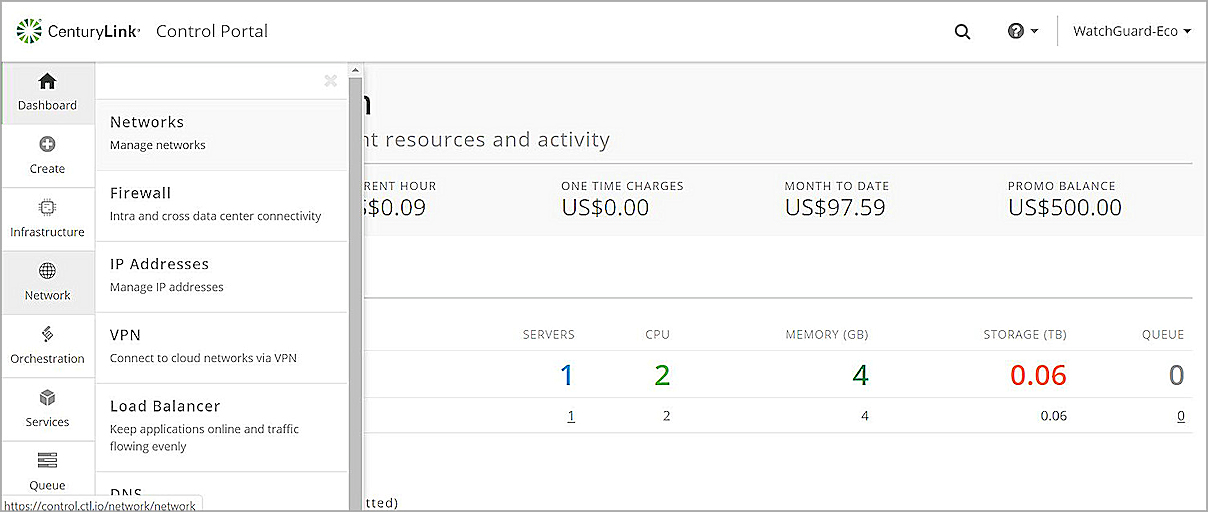 CenturyLink® Control Portal
WatchGuard-Eco
Dashboard
Create
Infrastructure
Network
Orchestration
Services
Queue
Networks
Manage networks
Firewall
Intra and cross data center connectivity
IP Addresses
Manage IP addresses
VPN
Connect to cloud networks via VPN
Load Balancer
Keep applications online and traffic
flowing evenly
DNS
https://control.ctl.io/network/network
resources and activity
HOUR
$0.09
ONE TIME CHARGES
US$0.00
MONTH TO DATE
US$97.59
PROMO BALANCE
US$500.00
SERVERS CPU MEMORY (GB) STORAGE (TB) QUEUE
1 2 4 0.06 0
1 2 4 0.06 0
tted)